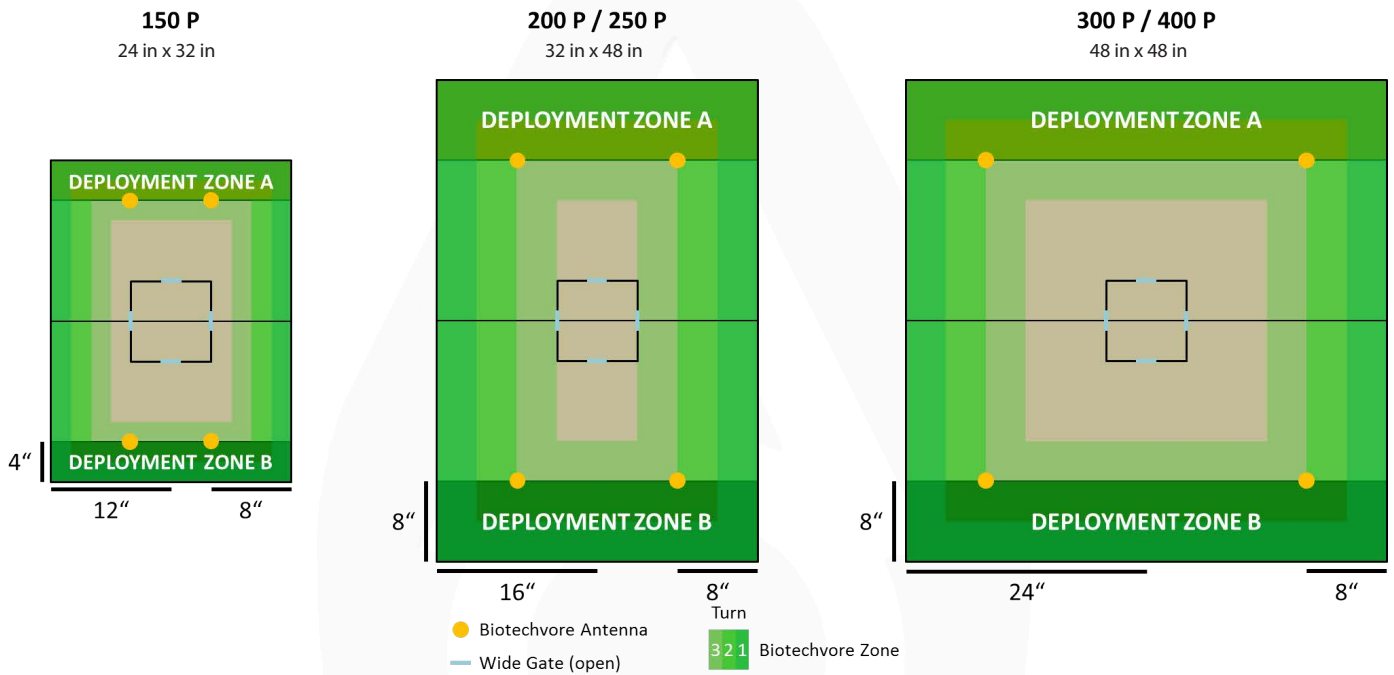 150 P
24 in x 32 in
DEPLOYMENT ZONE A
DEPLOYMENT ZONE B
4“
12“
8“
200 P / 250 P
32 in x 48 in
DEPLOYMENT ZONE A
DEPLOYMENT ZONE B
8“
16“
8“
300 P / 400 P
48 in x 48 in
DEPLOYMENT ZONE A
DEPLOYMENT ZONE B
8“
24“
8“
Biotechvore Antenna
Wide Gate (open)
Turn
3 2 1 Biotechvore Zone